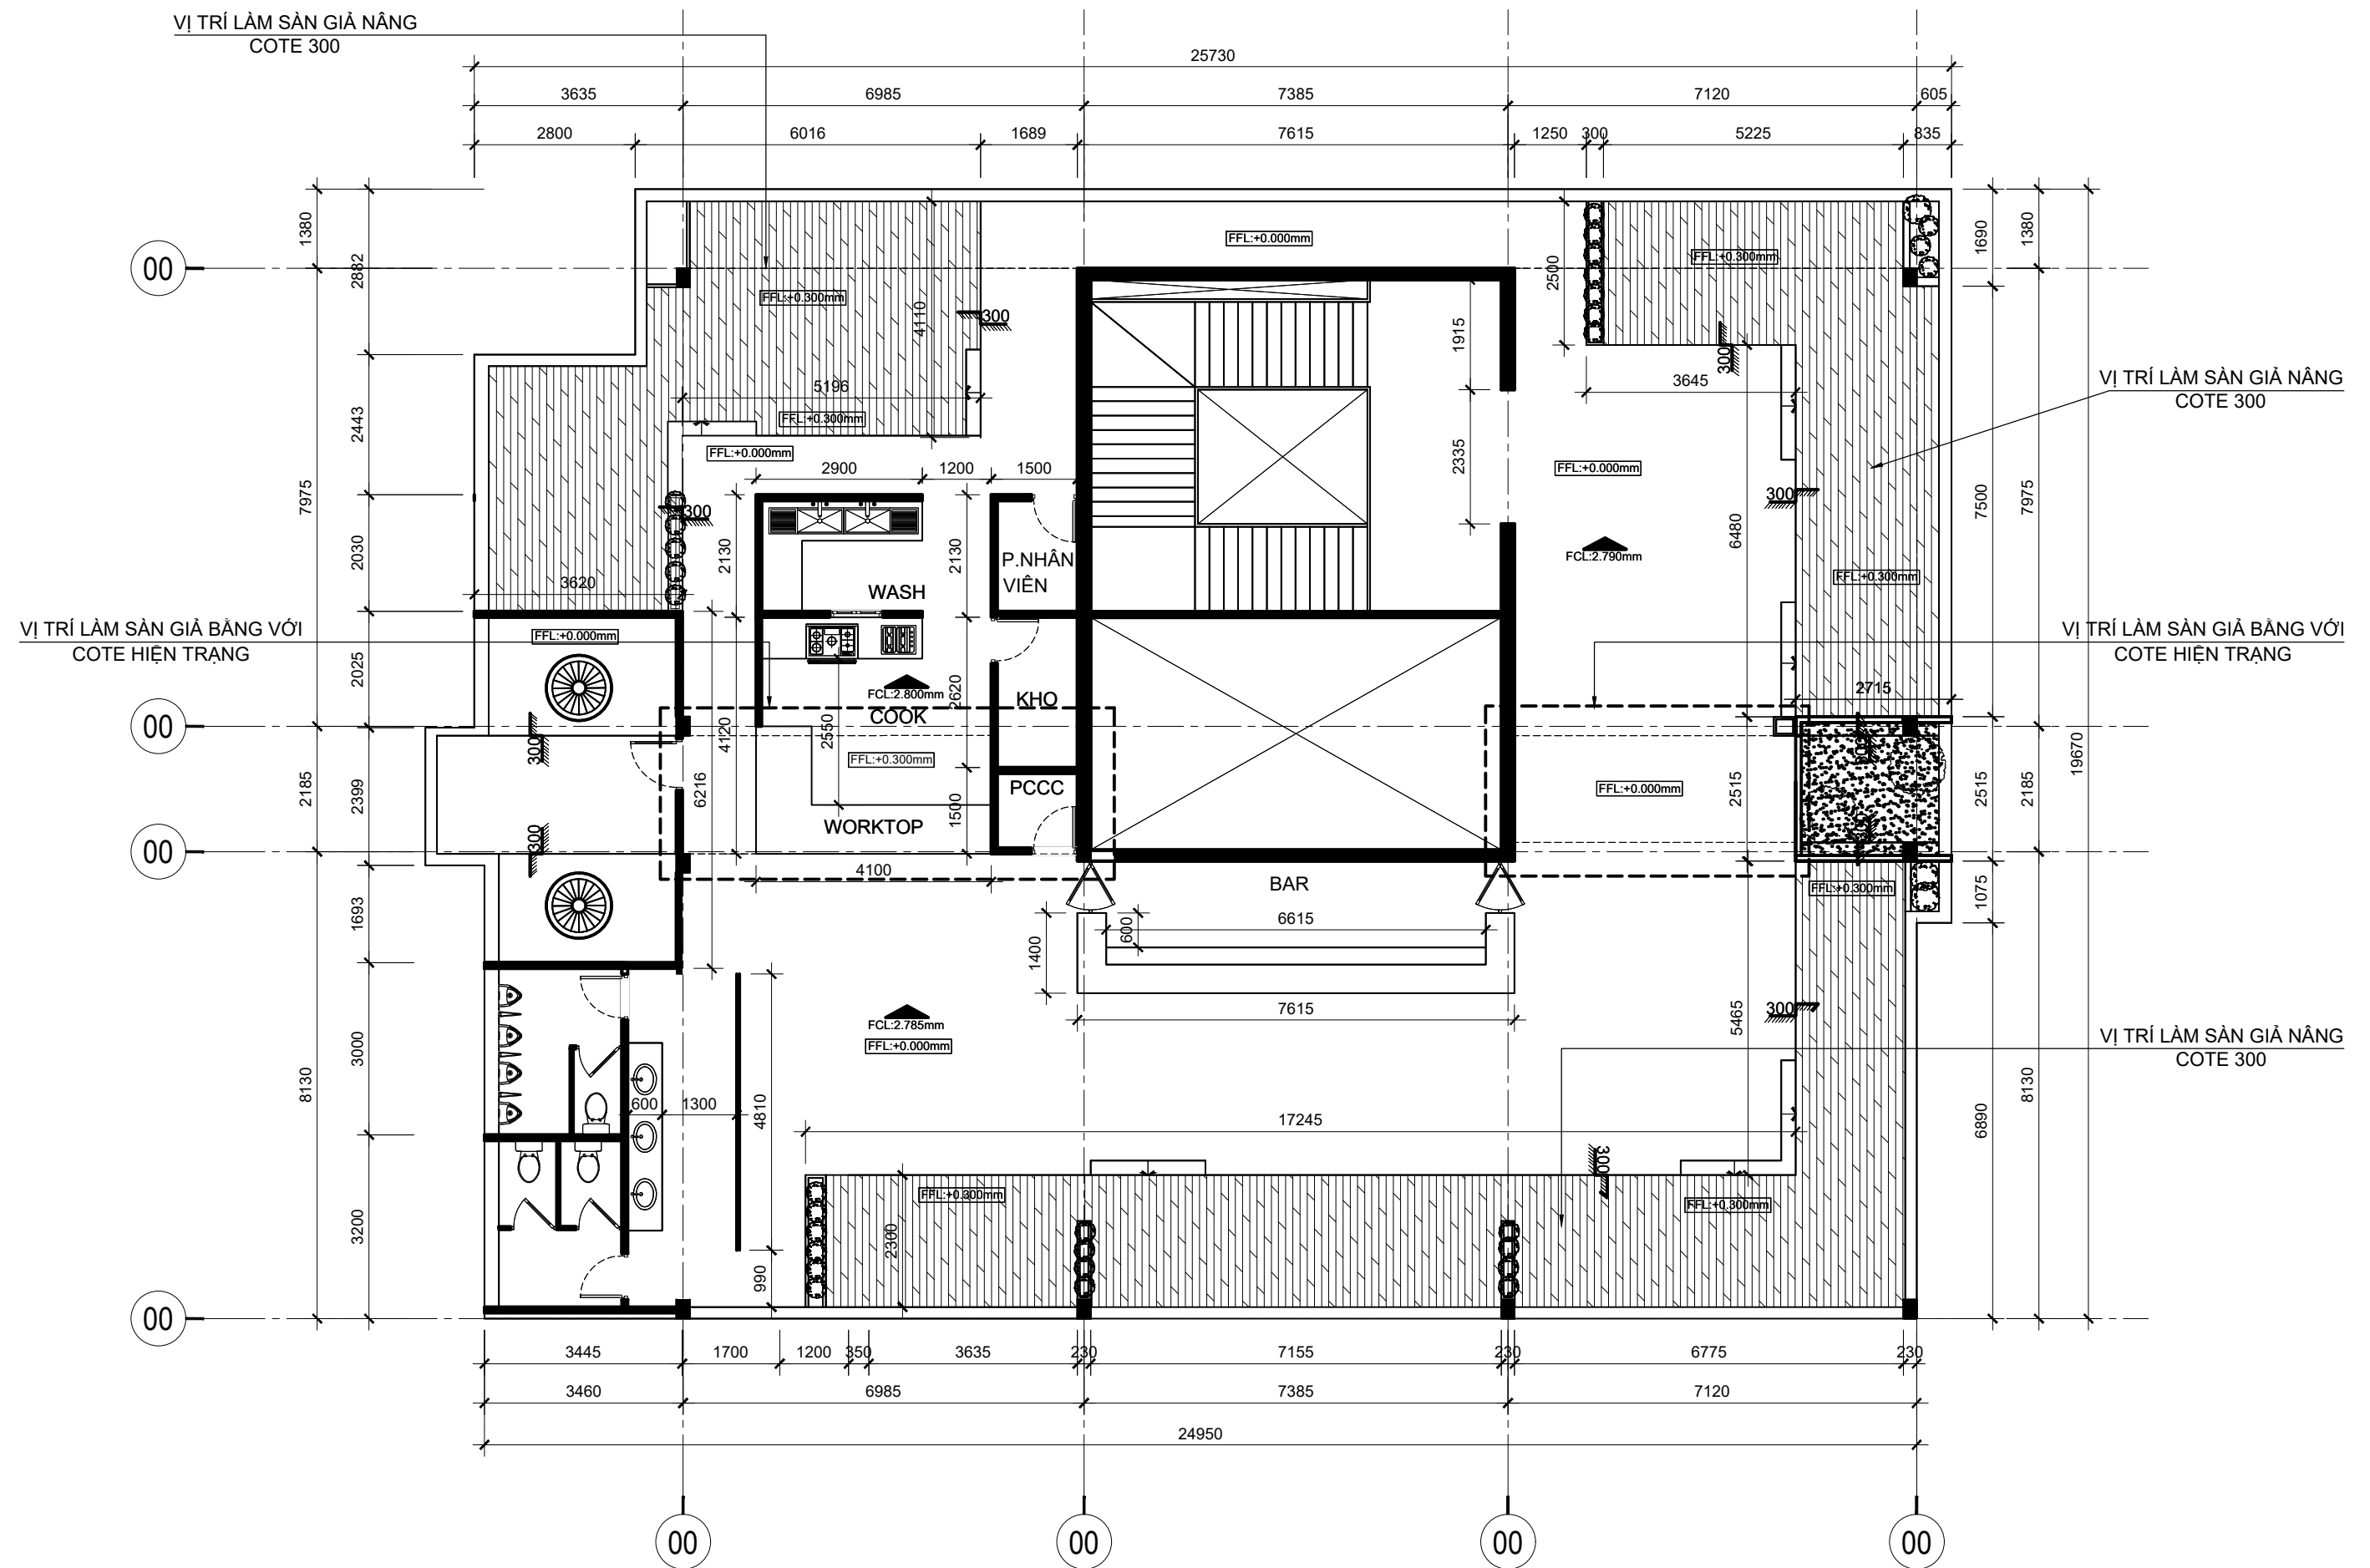 VỊ TRÍ LÀM SÀN GIẢ NÂNG
COTE 300
25730
3635
6985
7385
7120
605
2800
6016
1689
7615
1250
300
5225
835
1380
2882
1690
1380
00
FFL:+0.000mm
FFL:+0.300mm
FFL:+0.300mm
2500
4110
300
1915
300
3645
VỊ TRÍ LÀM SÀN GIẢ NÂNG
COTE 300
5196
FFL:+0.300mm
2443
FFL:+0.000mm
2335
FFL:+0.000mm
2900
1200
1500
7975
300
300
6480
7500
7975
2030
2130
2130
P.NHÂN
VIÊN
FCL:2.790mm
3620
WASH
FFL:+0.300mm
VỊ TRÍ LÀM SÀN GIẢ BẰNG VỚI
COTE HIỆN TRẠNG
FFL:+0.000mm
VỊ TRÍ LÀM SÀN GIẢ BẰNG VỚI
COTE HIỆN TRẠNG
2025
FCL:2.800mm
2620
KHO
2715
COOK
00
4120
2550
300
19670
FFL:+0.300mm
2185
2399
6216
PCCC
FFL:+0.000mm
2515
2515
2185
1500
WORKTOP
300
00
4100
BAR
FFL:+0.300mm
1075
1693
600
6615
1400
7615
300
FCL:2.785mm
FFL:+0.000mm
5465
VỊ TRÍ LÀM SÀN GIẢ NÂNG
COTE 300
3000
8130
600
1300
4810
17245
6890
8130
300
FFL:+0.300mm
FFL:+0.300mm
3200
2300
990
00
3445
1700
1200
350
3635
230
7155
230
6775
230
3460
6985
7385
7120
24950
00
00
00
00